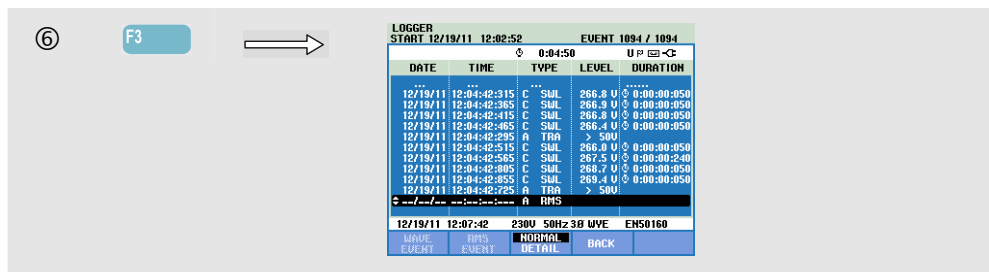 ⑥ F3
LOGGER
START 12/19/11 12:02:52 EVENT 1094 / 1094
0:04:50 U
DATE TIME TYPE LEVEL DURATION
... ... ... ......
12/19/11 12:04:42:315 C SWL 266.8 V 0:00:00:050
12/19/11 12:04:42:365 C SWL 266.9 V 0:00:00:050
12/19/11 12:04:42:415 C SWL 266.8 V 0:00:00:050
12/19/11 12:04:42:465 C SWL 266.4 V 0:00:00:050
12/19/11 12:04:42:295 A TRA > 50V
12/19/11 12:04:42:515 C SWL 266.0 V 0:00:00:050
12/19/11 12:04:42:565 C SWL 267.5 V 0:00:00:240
12/19/11 12:04:42:805 C SWL 268.7 V 0:00:00:050
12/19/11 12:04:42:855 C SWL 269.4 V 0:00:00:050
12/19/11 12:04:42:725 A TRA > 50V
--/--/-- --:--:--:--- A RMS
12/19/11 12:07:42 230V 50Hz 3Ø WYE EN50160
WAVE EVENT RMS EVENT NORMAL DETAIL BACK